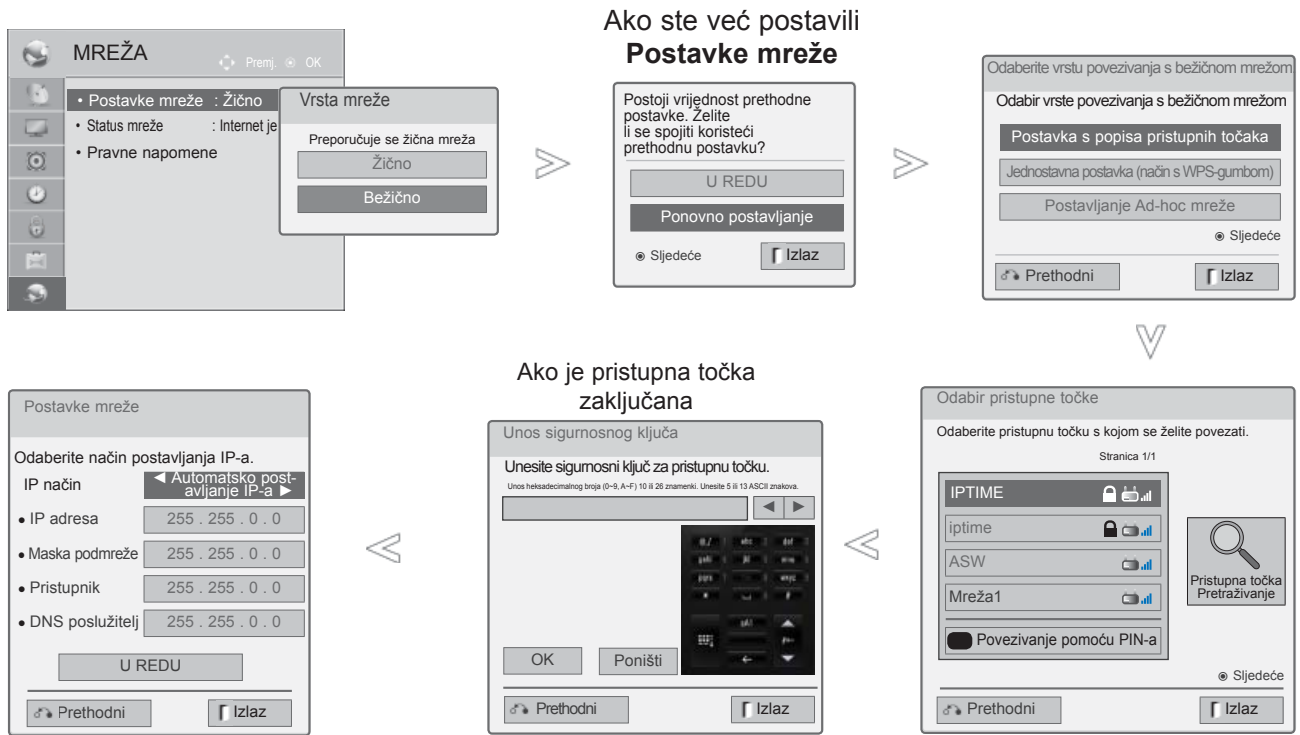 Ako ste već postavili
Postavke mreže
MREŽA
Premj. OK
• Postavke mreže : Žično
• Status mreže : Internet je
• Pravne napomene
Vrsta mreže
Preporučuje se žična mreža
Žično
Bežično
Postoji vrijednost prethodne
postavke. Želite
li se spojiti koristeći
prethodnu postavku?
U REDU
Ponovno postavljanje
Sljedeće
Izlaz
Odaberite vrstu povezivanja s bežičnom mrežom.
Odabir vrste povezivanja s bežičnom mrežom
Postavka s popisa pristupnih točaka
Jednostavna postavka (način s WPS-gumbom)
Postavljanje Ad-hoc mreže
Sljedeće
Prethodni
Izlaz
Odabir pristupne točke
Odaberite pristupnu točku s kojom se želite povezati.
Stranica 1/1
IPTIME
iptime
ASW
Mreža1
Povezivanje pomoću PIN-a
Pristupna točka
Pretraživanje
Sljedeće
Prethodni
Izlaz
Ako je pristupna točka
zaključana
Unos sigurnosnog ključa
Unesite sigurnosni ključ za pristupnu točku.
Unos heksadecimalnog broja (0~9, A~F) 10 ili 26 znamenki. Unesite 5 ili 13 ASCII znakova.
◄ ►
OK
Poništi
Prethodni
Izlaz
Postavke mreže
Odaberite način postavljanja IP-a.
IP način
◄ Automatsko post-
avljanje IP-a ►
• IP adresa 255 . 255 . 0 . 0
• Maska podmreže 255 . 255 . 0 . 0
• Pristupnik 255 . 255 . 0 . 0
• DNS poslužitelj 255 . 255 . 0 . 0
U REDU
Prethodni
Izlaz